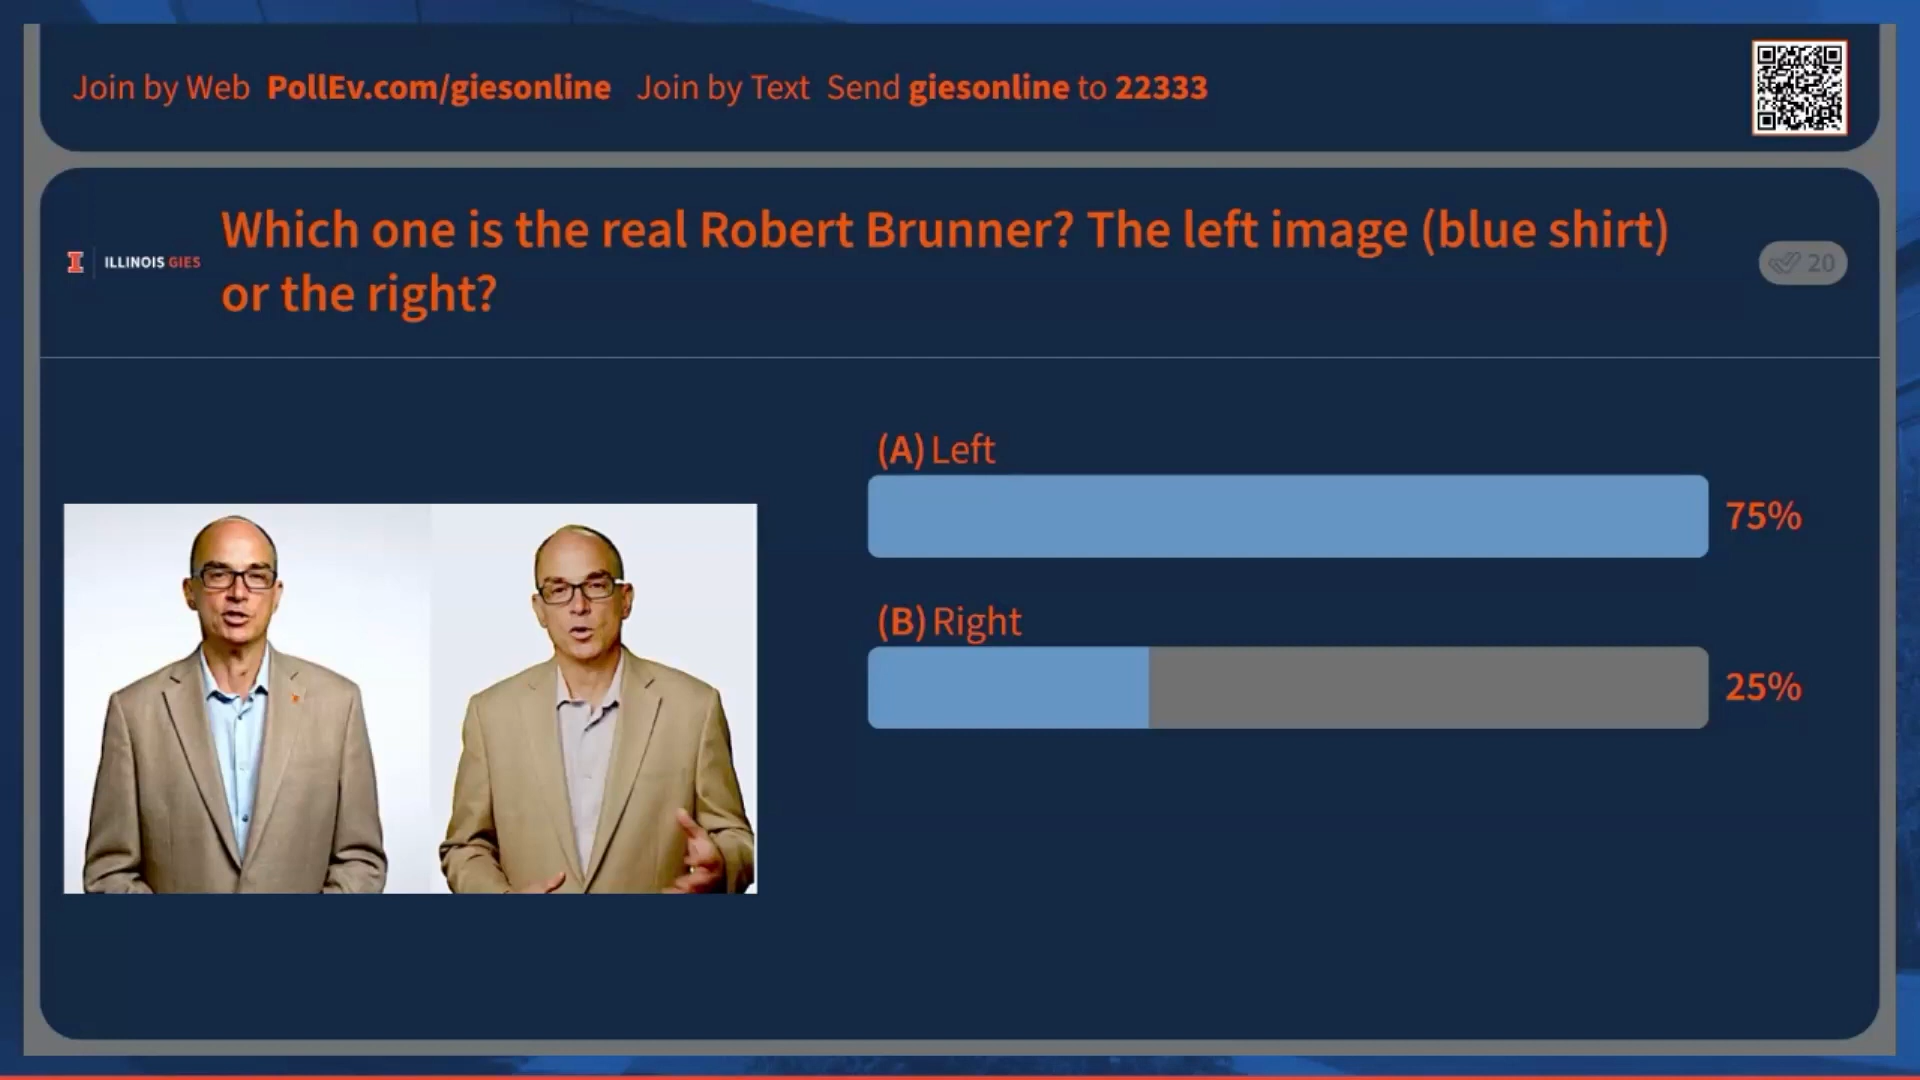 Join by Web PollEv.com/giesonline Join by Text Send giesonline to 22333
ILLINOIS GIES
Which one is the real Robert Brunner? The left image (blue shirt)
or the right?
20
(A) Left
75%
(B) Right
25%